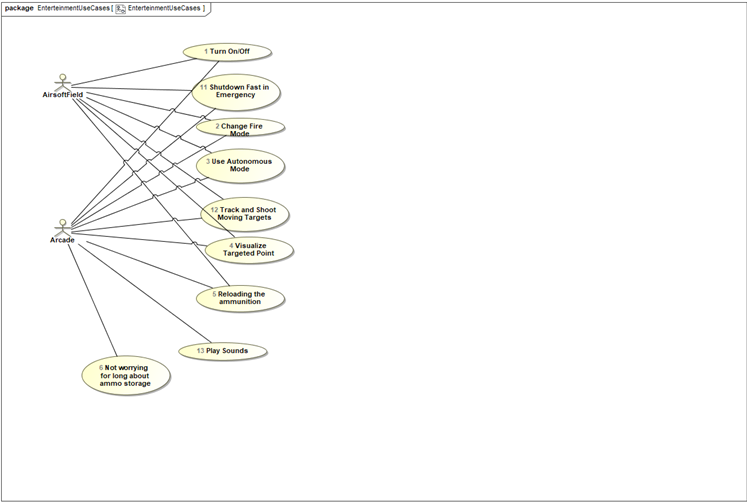 package EnterteinmentUseCases [ EnterteinmentUseCases ]
1 Turn On/Off
11 Shutdown Fast in
Emergency
AirsoftField
2 Change Fire
Mode
3 Use Autonomous
Mode
12 Track and Shoot
Moving Targets
Arcade
4 Visualize
Targeted Point
5 Reloading the
ammunition
13 Play Sounds
6 Not worrying
for long about
ammo storage